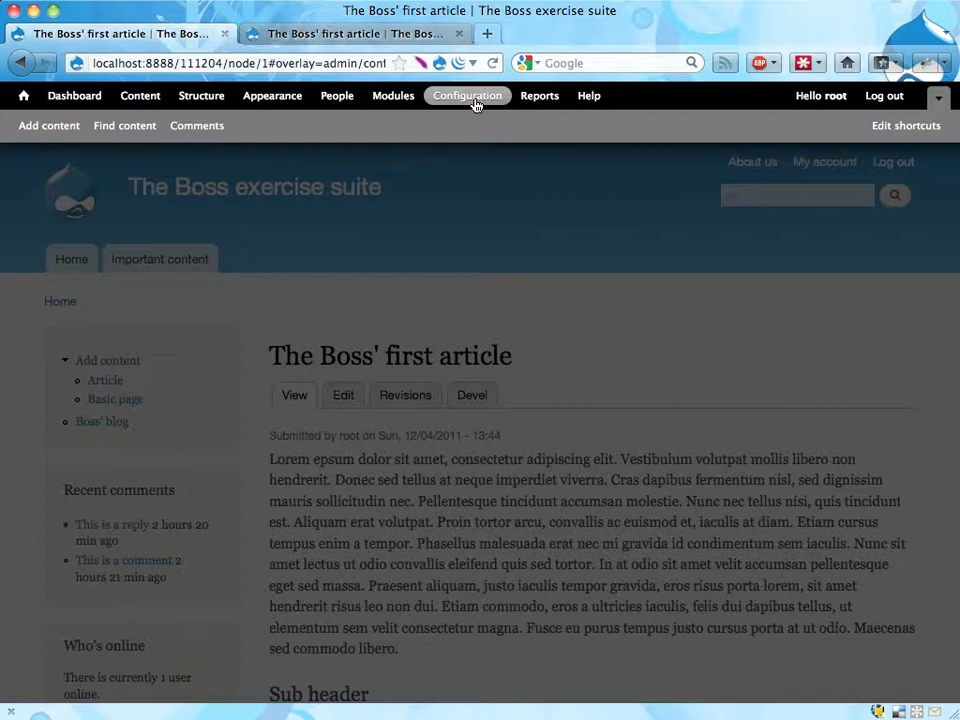 The Boss' first article | The Boss exercise suite
The Boss' first article | The Bos...
The Boss' first article | The Bos...
localhost:8888/111204/node/1#overlay=admin/conf
Google
ABP
Dashboard Content Structure Appearance People Modules Configuration Reports Help Hello root Log out
Add content Find content Comments Edit shortcuts
About us My account Log out
The Boss exercise suite
Home Important content
Home
Add content
Article
Basic page
Boss' blog
Recent comments
This is a reply 2 hours 20
min ago
This is a comment 2
hours 21 min ago
Who's online
There is currently 1 user
online.
The Boss' first article
View Edit Revisions Devel
Submitted by root on Sun, 12/04/2011 - 13:44
Lorem epsum dolor sit amet, consectetur adipiscing elit. Vestibulum volutpat mollis libero non
hendrerit. Donec sed tellus at neque imperdiet viverra. Cras dapibus fermentum nisl, sed dignissim
mauris sollicitudin nec. Pellentesque tincidunt accumsan molestie. Nunc nec tellus nisi, quis tincidunt
est. Aliquam erat volutpat. Proin tortor arcu, convallis ac euismod et, iaculis at diam. Etiam cursus
tempus enim a tempor. Phasellus malesuada erat nec mi gravida id condimentum sem iaculis. Nunc
amet lectus ut odio convallis eleifend quis sed tortor. In at odio velit accumsan pellentesque
eget sed massa. Praesent aliquam, justo iaculis tempor gravida, eros risus porta lorem, sit amet
hendrerit risus leo non dui. Etiam commodo, eros a ultricies iaculis, felis dui dapibus tellus, ut
elementum sem velit consectetur magna. Fusce eu purus tempus justo cursus porta at ut odio. Maecenas
sed commodo libero.
Sub header